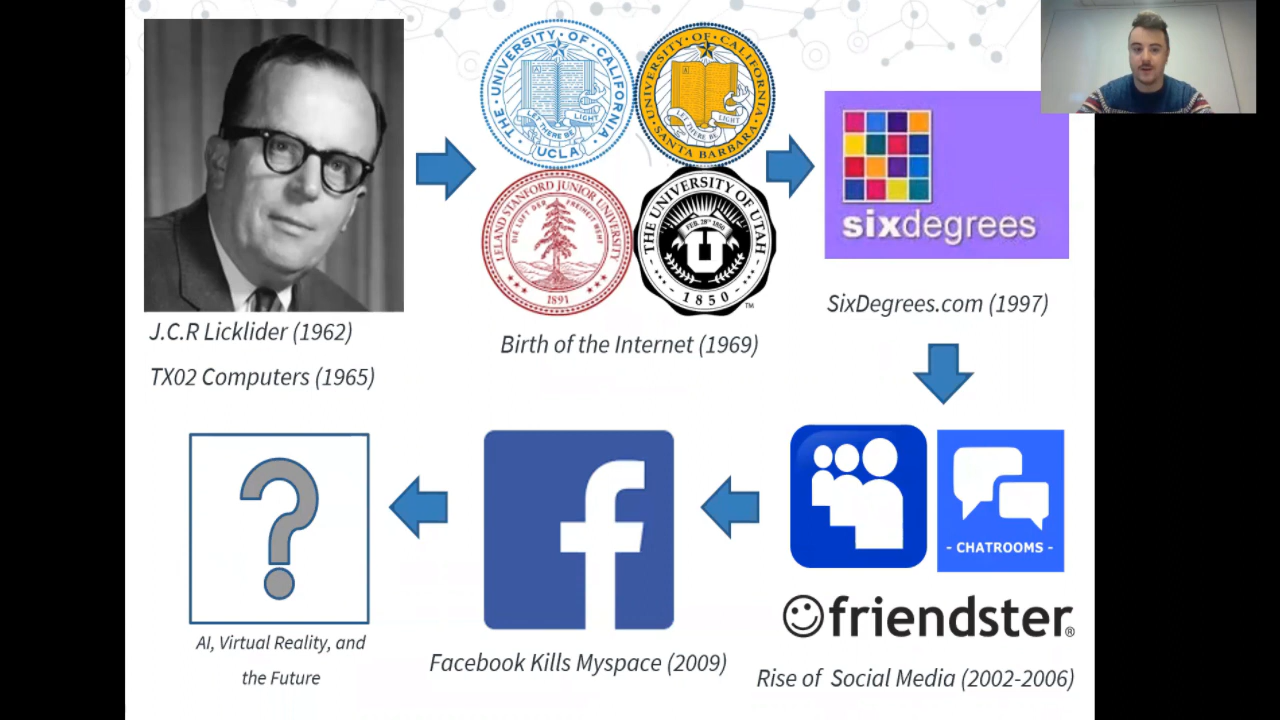 THE · UNIVERSITY · OF · CALIFORNIA
A
LET THERE BE
LIGHT
UCLA
UNIVERSITY · OF · CALIFORNIA
A
LET THERE BE
LIGHT
SANTA BARBARA
LELAND STANFORD JUNIOR UNIVERSITY
DIE LUFT DER FREIHEIT WEHT
1891
THE UNIVERSITY OF UTAH
FEB. 28TH 1850
U
1850
TM
sixdegrees
J.C.R Licklider (1962)
TX02 Computers (1965)
Birth of the Internet (1969)
SixDegrees.com (1997)
f
- CHATROOMS -
friendster®
?
AI, Virtual Reality, and
the Future
Facebook Kills Myspace (2009)
Rise of Social Media (2002-2006)